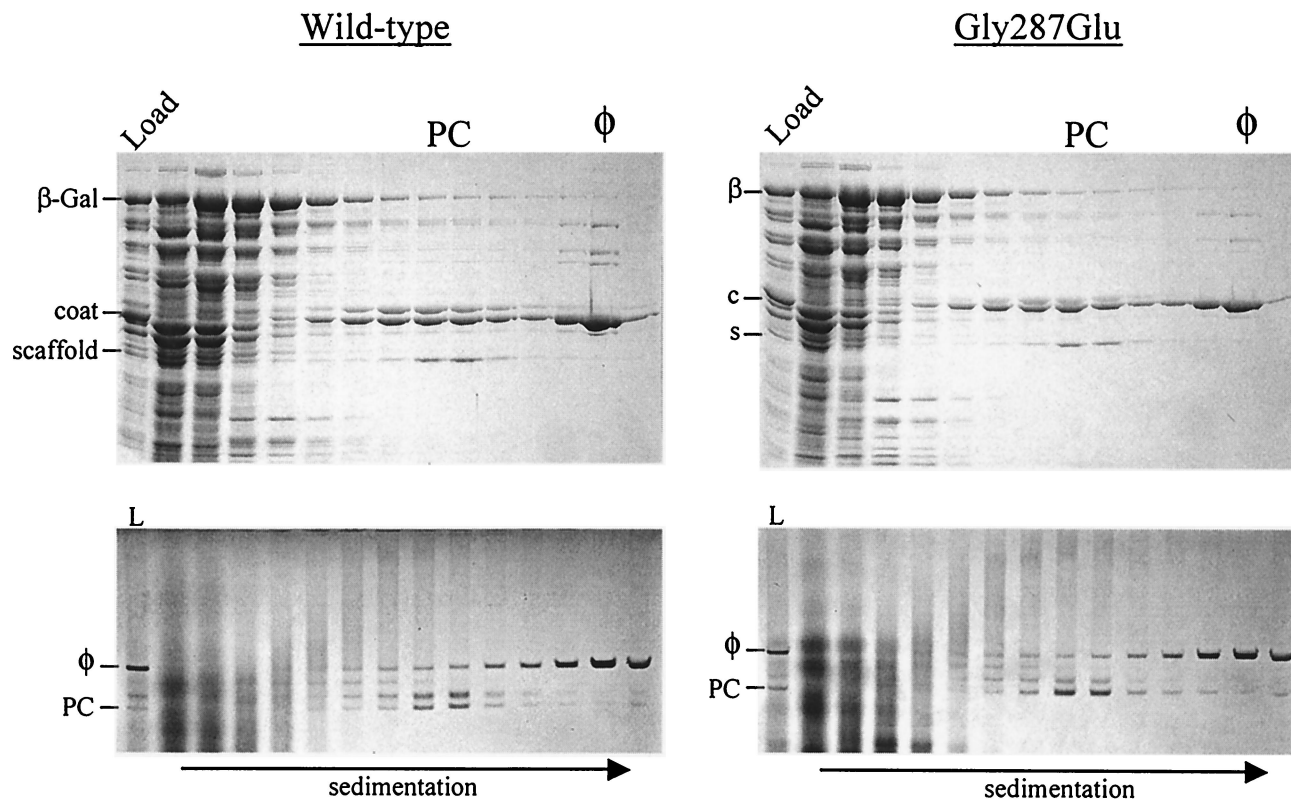 Wild-type
Gly287Glu
Load
PC
ϕ
Load
PC
ϕ
β-Gal
coat
scaffold
β
c
s
L
ϕ
PC
sedimentation
L
ϕ
PC
sedimentation